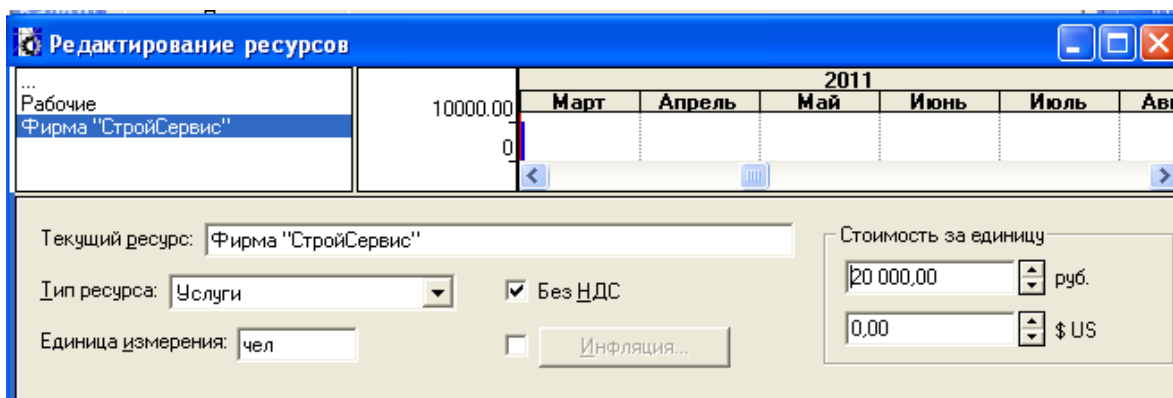 Редактирование ресурсов
...
Рабочие
Фирма "СтройСервис"
10000.00
0
2011
Март Апрель Май Июнь Июль Авг
Текущий ресурс: Фирма "СтройСервис"
Тип ресурса: Услуги
Без НДС
Единица измерения: чел
Инфляция...
Стоимость за единицу
20 000,00 руб.
0,00 $ US